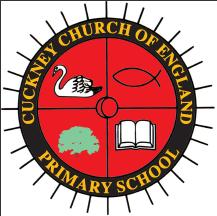 CUCKNEY CHURCH OF ENGLAND
PRIMARY SCHOOL